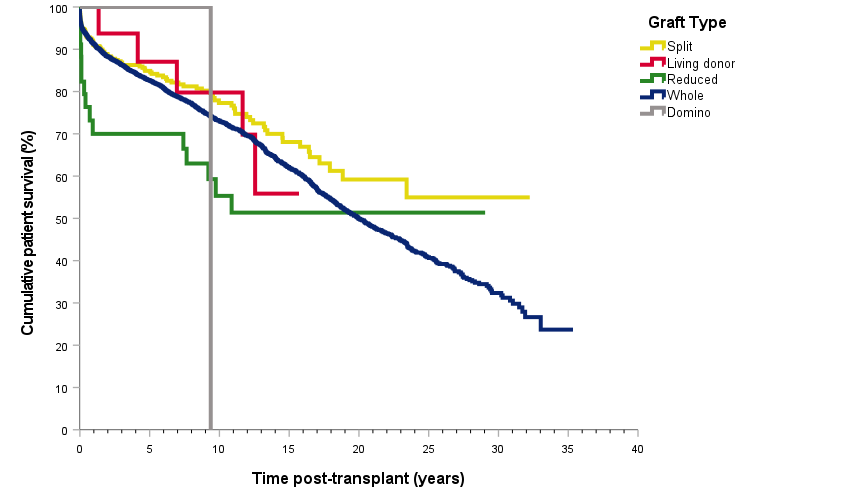 Graft Type
Split
Living donor
Reduced
Whole
Domino
Cumulative patient survival (%)
100
90
80
70
60
50
40
30
20
10
0
0 5 10 15 20 25 30 35 40
Time post-transplant (years)